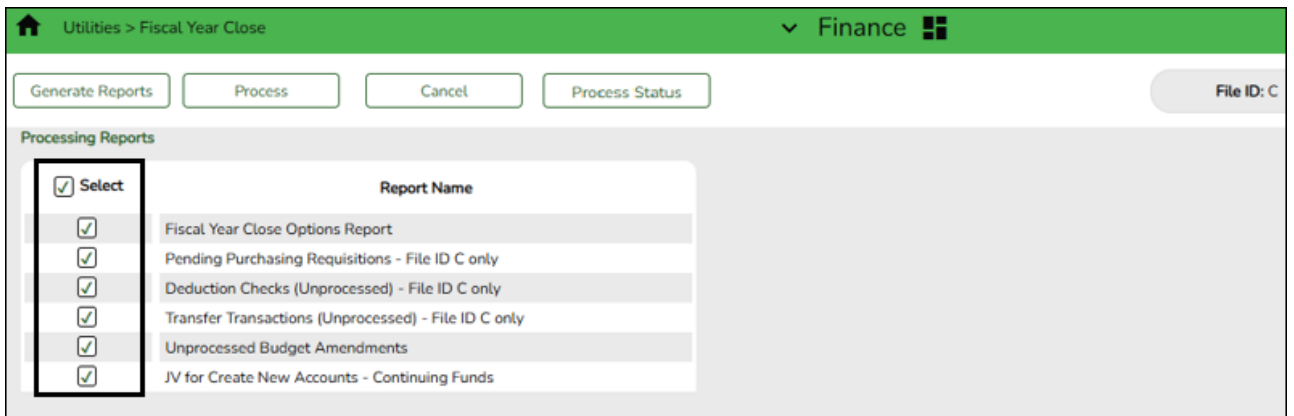 Utilities > Fiscal Year Close
Finance
Generate Reports
Process
Cancel
Process Status
File ID: C
Processing Reports
Select
Report Name
Fiscal Year Close Options Report
Pending Purchasing Requisitions - File ID C only
Deduction Checks (Unprocessed) - File ID C only
Transfer Transactions (Unprocessed) - File ID C only
Unprocessed Budget Amendments
JV for Create New Accounts - Continuing Funds